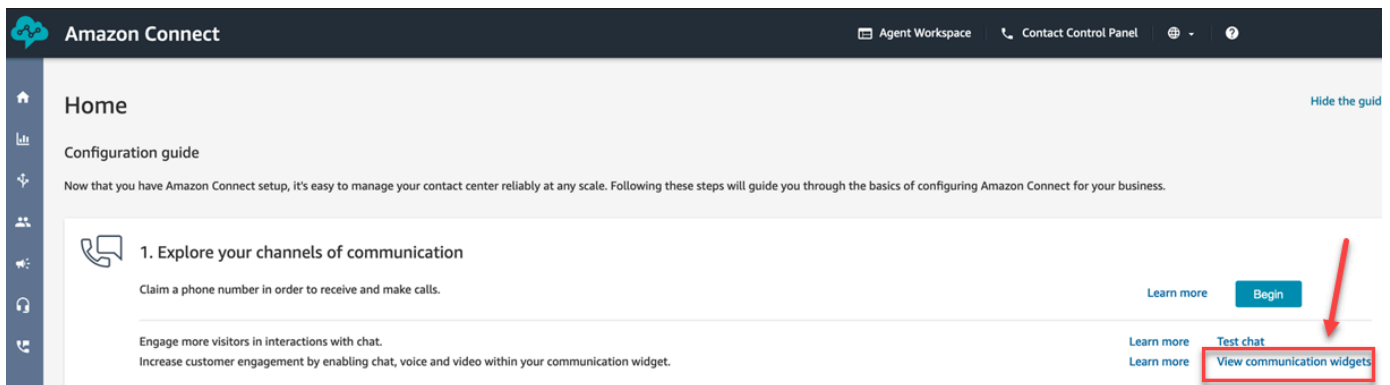 Amazon Connect
Agent Workspace
Contact Control Panel
Home
Hide the guid
Configuration guide
Now that you have Amazon Connect setup, it's easy to manage your contact center reliably at any scale. Following these steps will guide you through the basics of configuring Amazon Connect for your business.
1. Explore your channels of communication
Claim a phone number in order to receive and make calls.
Learn more
Begin
Engage more visitors in interactions with chat.
Learn more
Test chat
Increase customer engagement by enabling chat, voice and video within your communication widget.
Learn more
View communication widgets